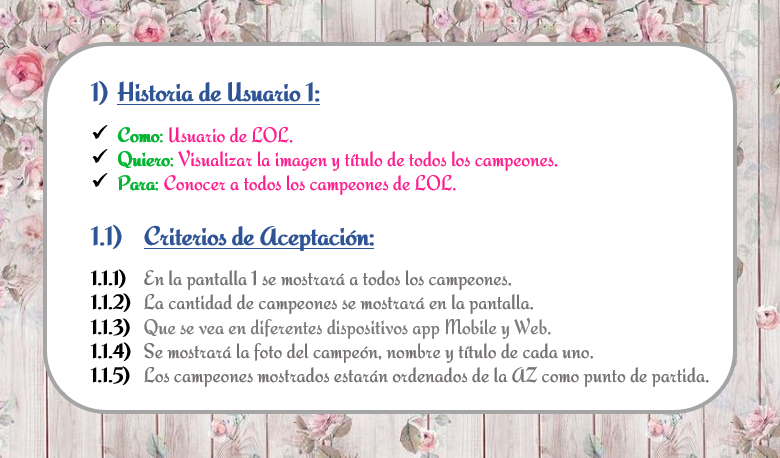 1) Historia de Usuario 1:
✓ Como: Usuario de LOL.
✓ Quiero: Visualizar la imagen y título de todos los campeones.
✓ Para: Conocer a todos los campeones de LOL.
1.1) Criterios de Aceptación:
1.1.1) En la pantalla 1 se mostrará a todos los campeones.
1.1.2) La cantidad de campeones se mostrará en la pantalla.
1.1.3) Que se vea en diferentes dispositivos app Mobile y Web.
1.1.4) Se mostrará la foto del campeón, nombre y título de cada uno.
1.1.5) Los campeones mostrados estarán ordenados de la AZ como punto de partida.